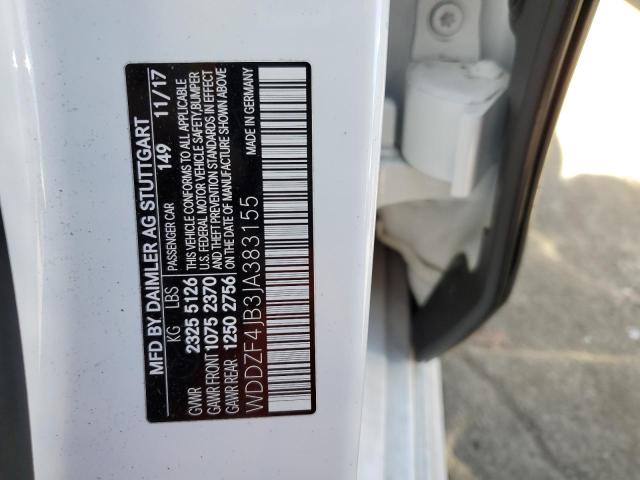 MFD BY DAIMLER AG STUTTGART
149 11/17
KG LBS PASSENGER CAR
GVWR 2325 5126 THIS VEHICLE CONFORMS TO ALL APPLICABLE
GAWR FRONT 1075 2370 U.S. FEDERAL MOTOR VEHICLE SAFETY,BUMPER
AND THEFT PREVENTION STANDARDS IN EFFECT
GAWR REAR 1250 2756 ON THE DATE OF MANUFACTURE SHOWN ABOVE
WDDZF4JB3JA383155 MADE IN GERMANY